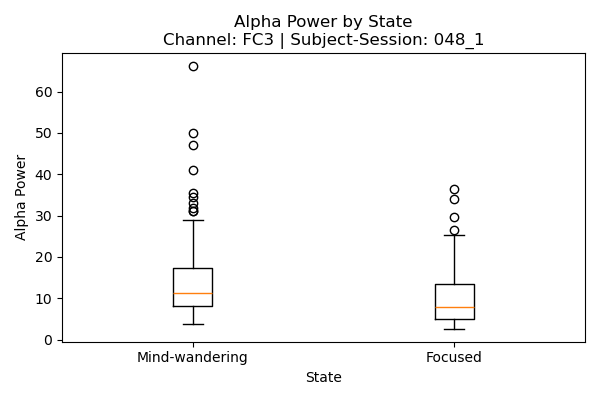 Alpha Power by State
Channel: FC3 | Subject-Session: 048_1
Alpha Power
60
50
40
30
20
10
0
Mind-wandering
Focused
State